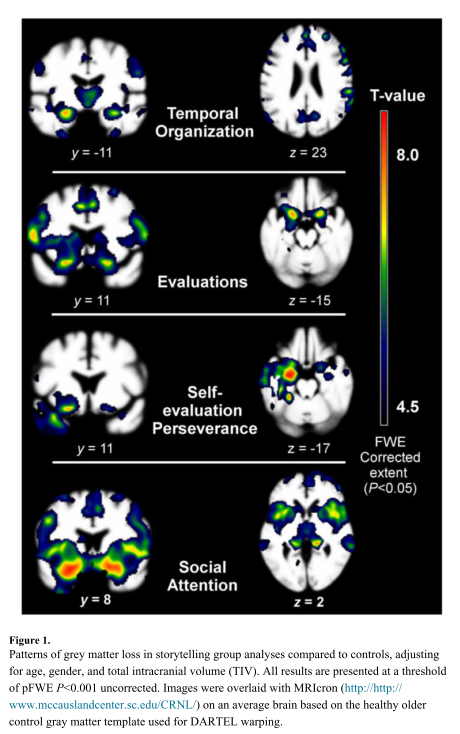 T-value
8.0
Temporal
Organization
y = -11
z = 23
Evaluations
y = 11
z = -15
Self-
evaluation
Perseverance
y = 11
z = -17
4.5
FWE
Corrected
extent
(P<0.05)
Social
Attention
y = 8
z = 2
Figure 1.
Patterns of grey matter loss in storytelling group analyses compared to controls, adjusting
for age, gender, and total intracranial volume (TIV). All results are presented at a threshold
of pFWE P<0.001 uncorrected. Images were overlaid with MRIcron (http://http://
www.mccauslandcenter.sc.edu/CRNL/) on an average brain based on the healthy older
control gray matter template used for DARTEL warping.